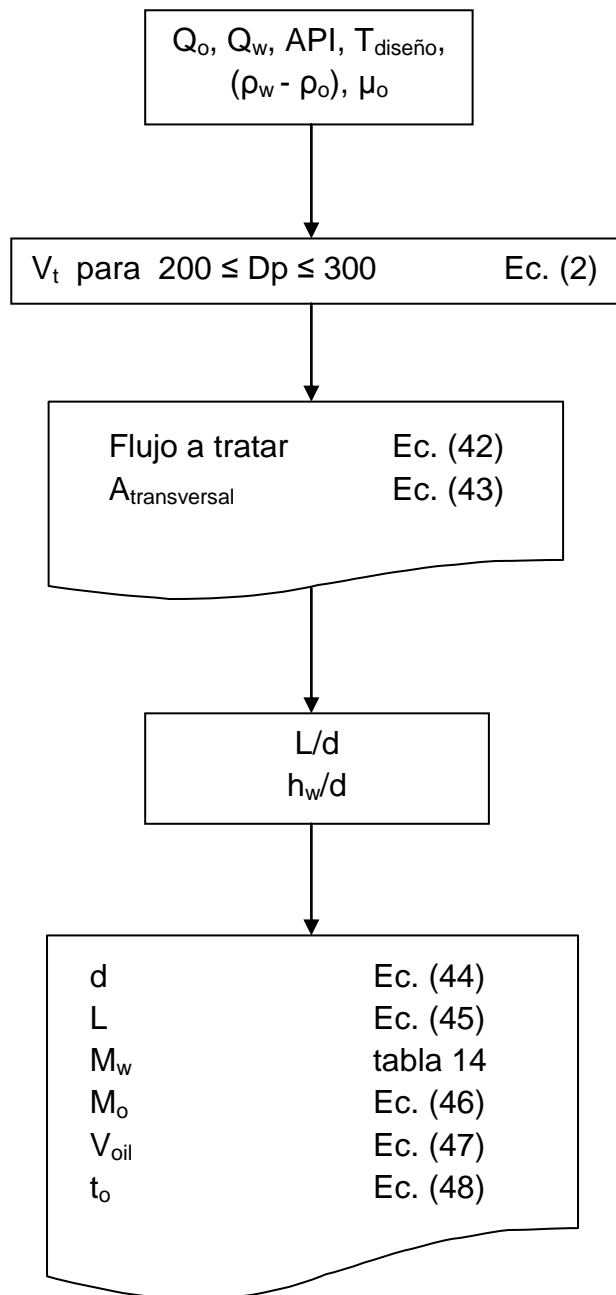 Qo, Qw, API, Tdiseño,
(ρw - ρo), µo
Vt para 200 ≤ Dp ≤ 300 Ec. (2)
Flujo a tratar Ec. (42)
Atransversal Ec. (43)
L/d
hw/d
d Ec. (44)
L Ec. (45)
Mw tabla 14
Mo Ec. (46)
Voil Ec. (47)
to Ec. (48)